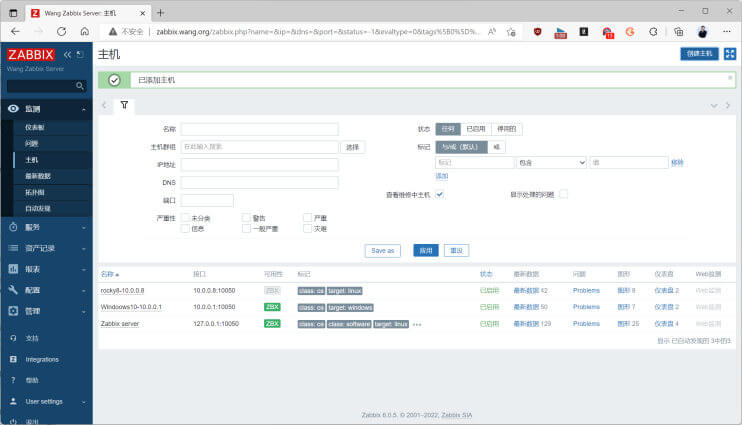 Wang Zabbix Server: 主机
不安全 zabbix.wang.org/zabbix.php?name=&ip=&dns=&port=&status=-1&evaltype=0&tags%5B0%5D%...
ZABBIX
Wang Zabbix Server
监测
仪表板
问题
主机
最新数据
拓扑图
自动发现
服务
资产记录
报表
配置
管理
支持
Integrations
帮助
User settings
退出
主机
创建主机
已添加主机
名称
主机群组 在此输入搜索 选择
IP地址
DNS
端口
严重性 未分类 警告 严重
信息 一般严重 灾难
状态 任何 已启用 停用的
标记 与/或(默认) 或
标记 包含 值 移除
添加
查看维修中主机 显示处理的问题
Save as 应用 重设
名称 接口 可用性 标记 状态 最新数据 问题 图形 仪表盘 Web监测
rocky8-10.0.0.8 10.0.0.8:10050 ZBX class: os target: linux 已启用 最新数据 42 Problems 图形 8 仪表盘 2 Web监测
Windoows10-10.0.0.1 10.0.0.1:10050 ZBX class: os target: windows 已启用 最新数据 50 Problems 图形 7 仪表盘 2 Web监测
Zabbix server 127.0.0.1:10050 ZBX class: os class: software target: linux ••• 已启用 最新数据 129 Problems 图形 25 仪表盘 4 Web监测
显示 已自动发现的 3中的3
Zabbix 6.0.5. © 2001–2022, Zabbix SIA